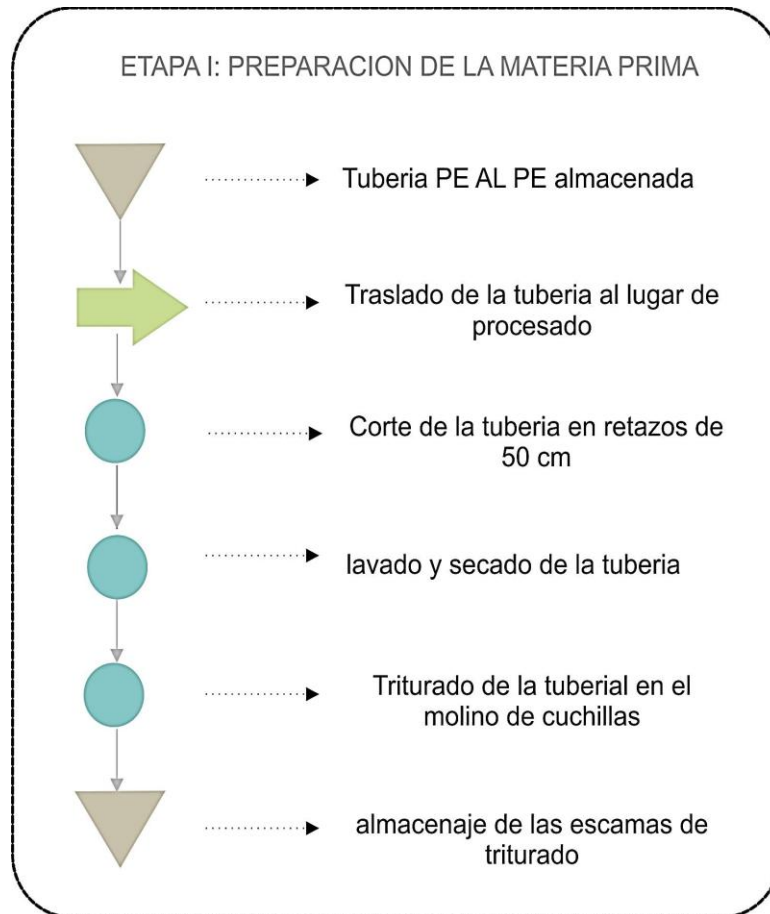 ETAPA I: PREPARACION DE LA MATERIA PRIMA
Tuberia PE AL PE almacenada
Traslado de la tuberia al lugar de
procesado
Corte de la tuberia en retazos de
50 cm
lavado y secado de la tuberia
Triturado de la tuberial en el
molino de cuchillas
almacenaje de las escamas de
triturado